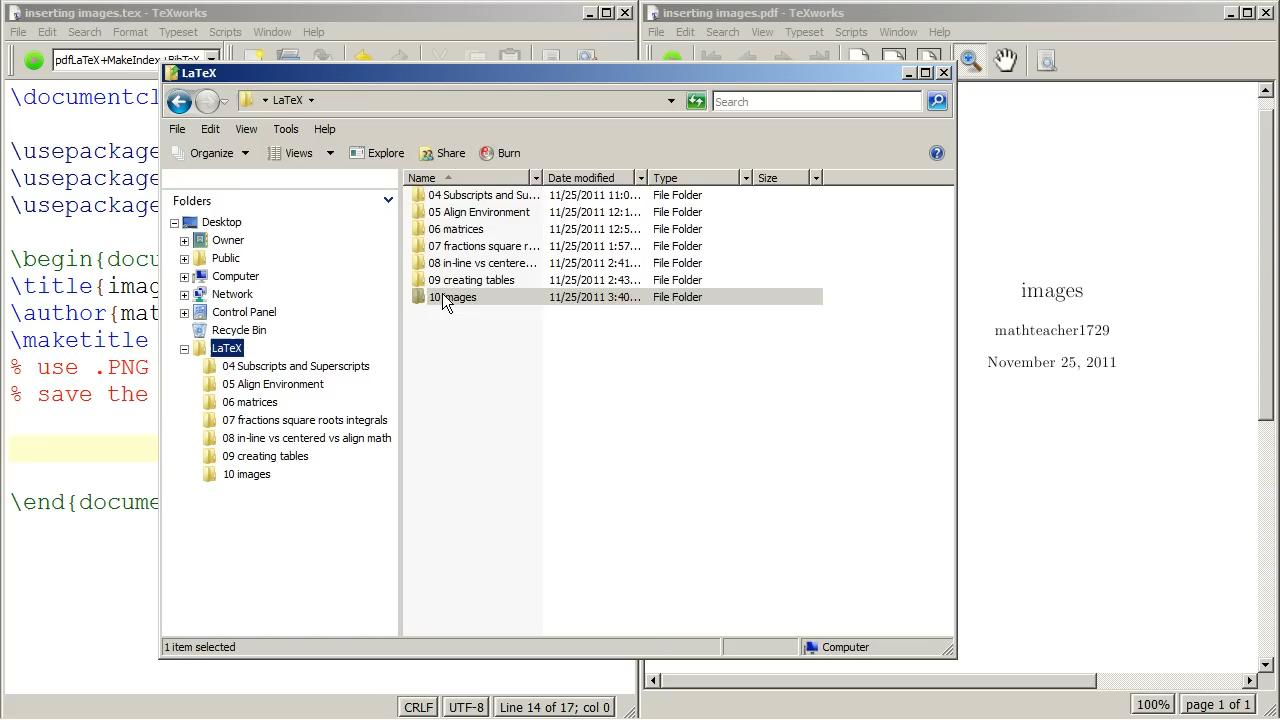 inserting images.tex - TeXworks
File Edit Search Format Typeset Scripts Window Help
pdfLaTeX+MakeIndex+BibTeX
\documentcl
\usepackage
\usepackage
\usepackage
\begin{docu
\title{imag
\author{mat
\maketitle
% use .PNG
% save the
\end{docume
CRLF UTF-8 Line 14 of 17; col 0
inserting images.pdf - TeXworks
File Edit Search View Typeset Scripts Window Help
images
mathteacher1729
November 25, 2011
100% page 1 of 1
LaTeX
LaTeX
Search
File Edit View Tools Help
Organize Views Explore Share Burn
Folders
Desktop
Owner
Public
Computer
Network
Control Panel
Recycle Bin
LaTeX
04 Subscripts and Superscripts
05 Align Environment
06 matrices
07 fractions square roots integrals
08 in-line vs centered vs align math
09 creating tables
10 images
Name Date modified Type Size
04 Subscripts and Su... 11/25/2011 11:0... File Folder
05 Align Environment 11/25/2011 12:1... File Folder
06 matrices 11/25/2011 12:5... File Folder
07 fractions square r... 11/25/2011 1:57... File Folder
08 in-line vs centere... 11/25/2011 2:41... File Folder
09 creating tables 11/25/2011 2:43... File Folder
10 images 11/25/2011 3:40... File Folder
1 item selected
Computer